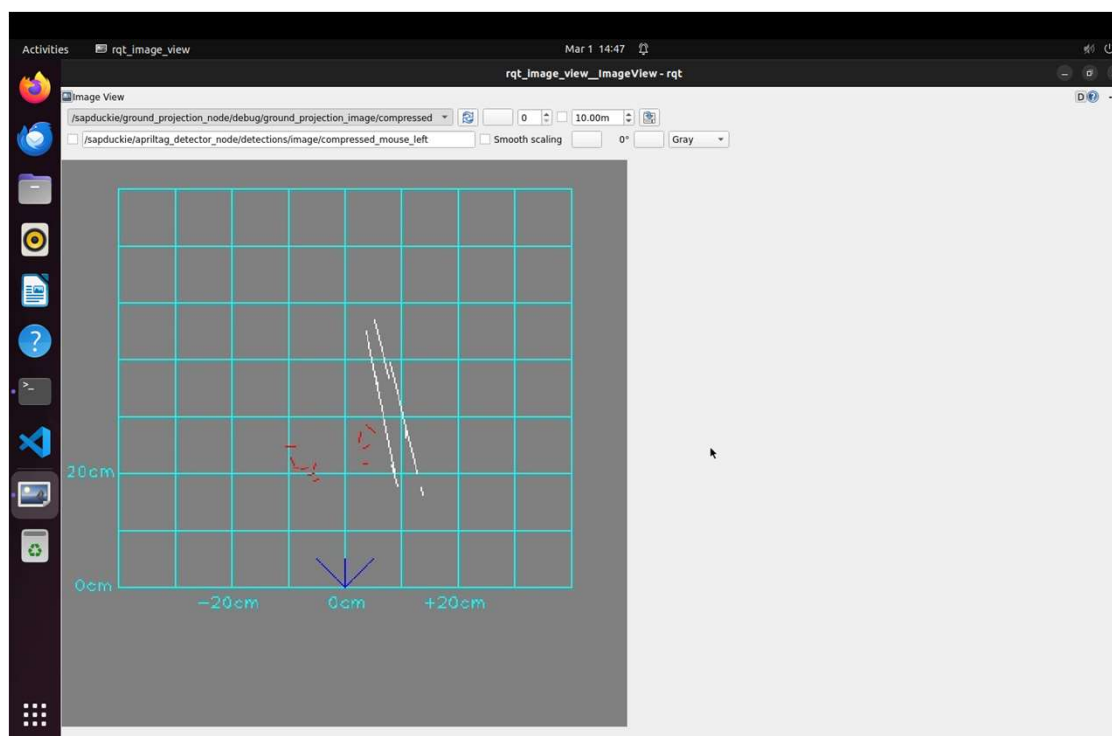 Activities rqt_image_view Mar 1 14:47
rqt_image_view__ImageView - rqt
Image View D
/sapduckie/ground_projection_node/debug/ground_projection_image/compressed 0 10.00m
/sapduckie/apriltag_detector_node/detections/image/compressed_mouse_left Smooth scaling 0° Gray
20cm
0cm
-20cm 0cm +20cm